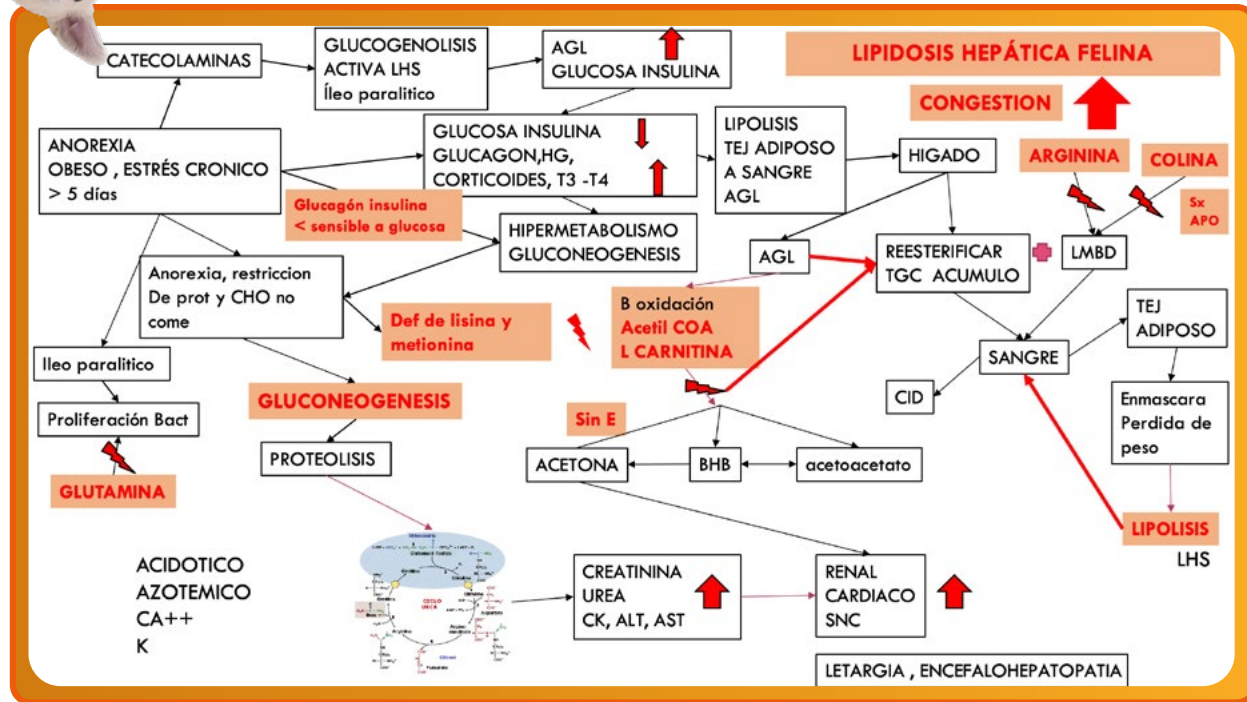 CATECOLAMINAS
GLUCOGENOLISIS
ACTIVA LHS
Íleo paralitico
AGL
GLUCOSA INSULINA
LIPIDOSIS HEPÁTICA FELINA
CONGESTION
ANOREXIA
OBESO , ESTRÉS CRONICO
> 5 días
GLUCOSA INSULINA
GLUCAGON,HG,
CORTICOIDES, T3 -T4
LIPOLISIS
TEJ ADIPOSO
A SANGRE
AGL
HIGADO
ARGININA
COLINA
Sx
APO
Glucagón insulina
< sensible a glucosa
HIPERMETABOLISMO
GLUCONEOGENESIS
AGL
REESTERIFICAR
TGC ACUMULO
LMBD
Anorexia, restriccion
De prot y CHO no
come
Def de lisina y
metionina
B oxidación
Acetil COA
L CARNITINA
TEJ
ADIPOSO
SANGRE
Ileo paralitico
CID
Enmascara
Perdida de
peso
Proliferación Bact
GLUCONEOGENESIS
Sin E
PROTEOLISIS
ACETONA
BHB
acetoacetato
GLUTAMINA
LIPOLISIS
LHS
ACIDOTICO
AZOTEMICO
CA++
K
CICLO
UREA
CREATININA
UREA
CK, ALT, AST
RENAL
CARDIACO
SNC
LETARGIA , ENCEFALOHEPATOPATIA